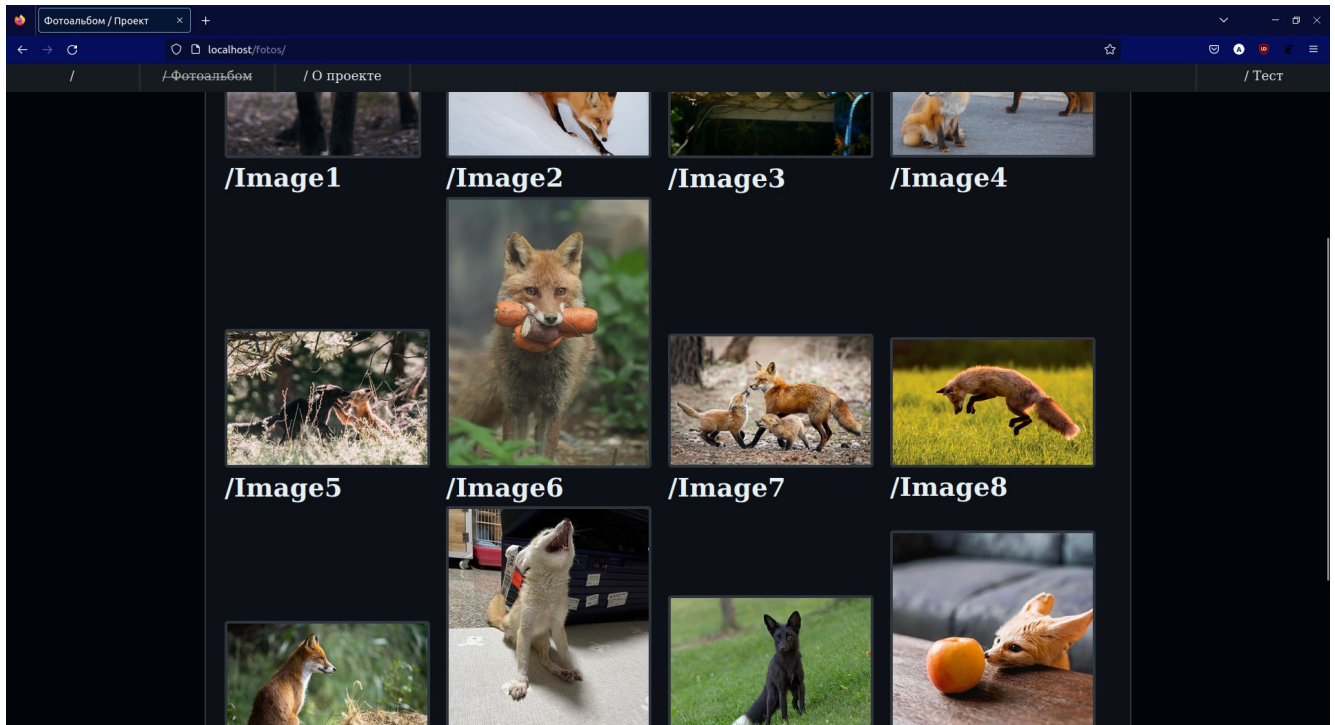 Фотоальбом / Проект
localhost/fotos/
/
/ Фотоальбом
/ О проекте
/ Тест
/Image1
/Image2
/Image3
/Image4
/Image5
/Image6
/Image7
/Image8